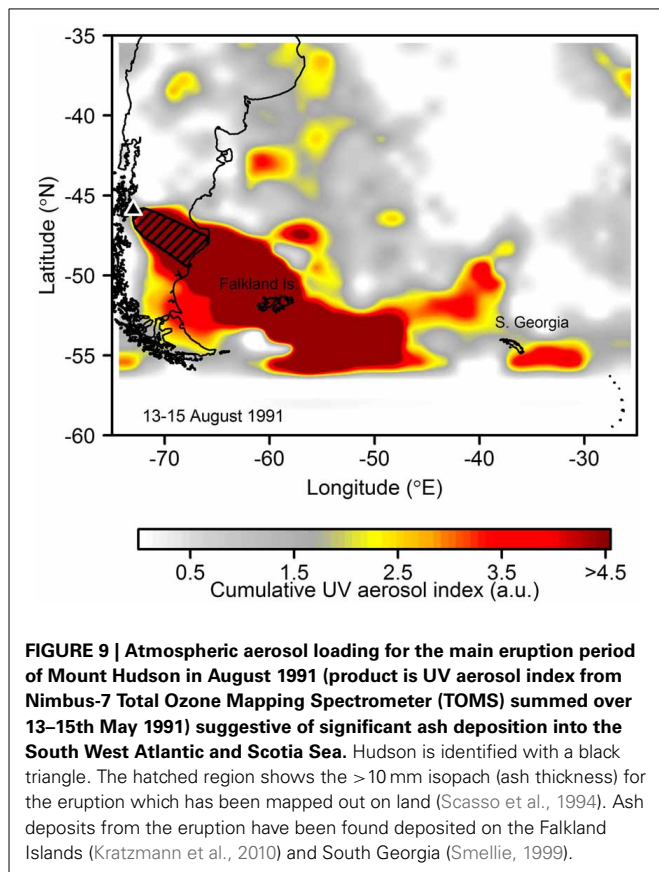 -35
-40
-45
-50
-55
-60
Latitude (°N)
Falkland Is.
S. Georgia
13-15 August 1991
-70 -60 -50 -40 -30
Longitude (°E)
0.5 1.5 2.5 3.5 >4.5
Cumulative UV aerosol index (a.u.)
FIGURE 9 | Atmospheric aerosol loading for the main eruption period
of Mount Hudson in August 1991 (product is UV aerosol index from
Nimbus-7 Total Ozone Mapping Spectrometer (TOMS) summed over
13–15th May 1991) suggestive of significant ash deposition into the
South West Atlantic and Scotia Sea. Hudson is identified with a black
triangle. The hatched region shows the >10 mm isopach (ash thickness) for
the eruption which has been mapped out on land (Scasso et al., 1994). Ash
deposits from the eruption have been found deposited on the Falkland
Islands (Kratzmann et al., 2010) and South Georgia (Smellie, 1999).